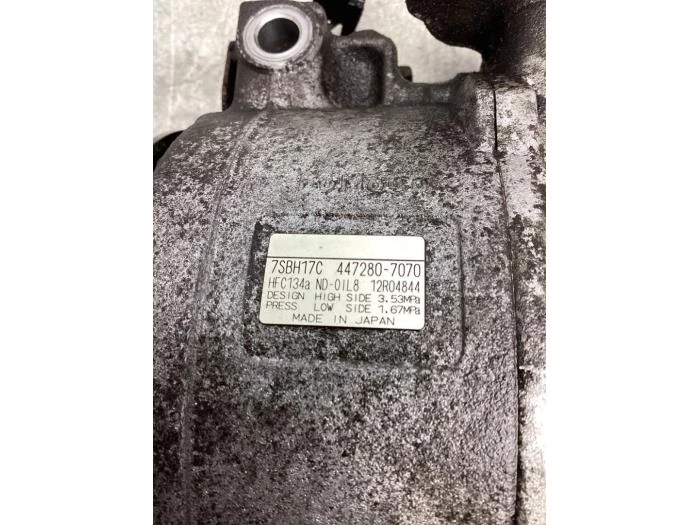 7SBH17C 447280-7070
HFC134a ND-OIL8 12R04844
DESIGN HIGH SIDE 3.53MPa
PRESS LOW SIDE 1.67MPa
MADE IN JAPAN